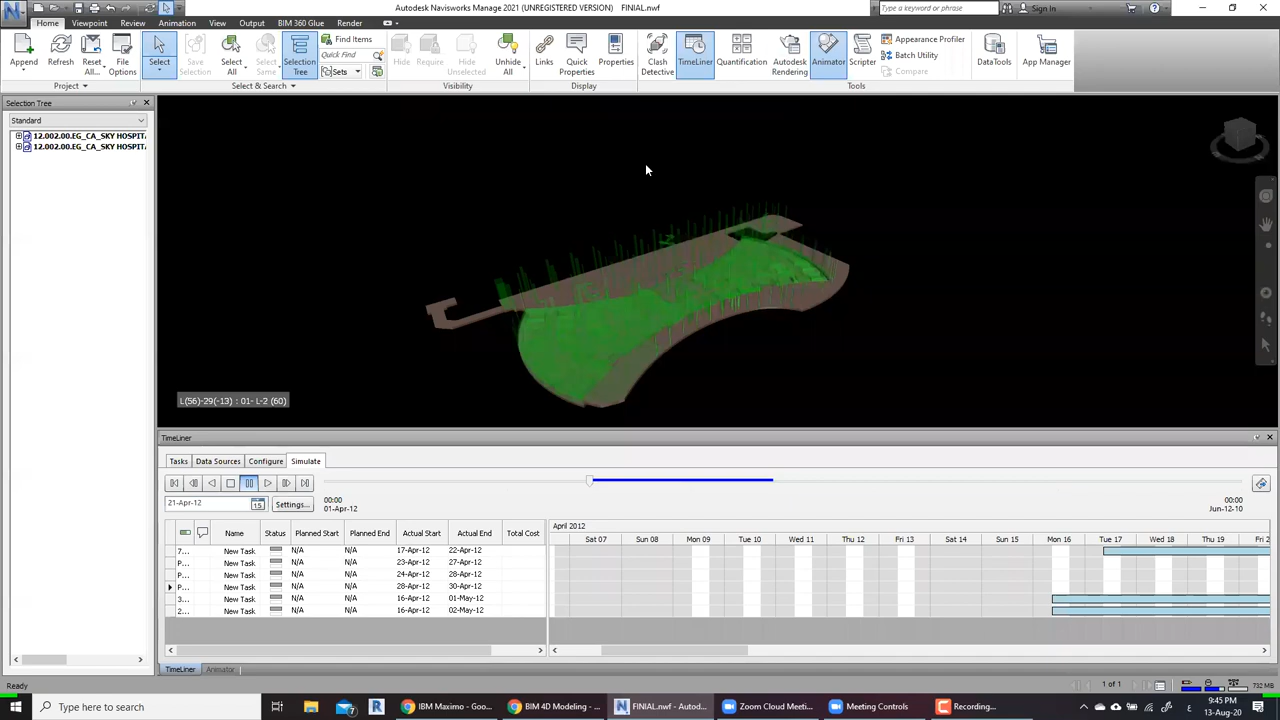 Autodesk Navisworks Manage 2021 (UNREGISTERED VERSION) FINIAL.nwf
Type a keyword or phrase
Sign In
Home Viewpoint Review Animation View Output BIM 360 Glue Render
Append Refresh Reset All... File Options
Select Save Selection Select All Select Same Selection Tree
Find Items
Quick Find
Sets
Hide Require Hide Unselected Unhide All
Links Quick Properties Properties
Clash Detective TimeLiner Quantification Autodesk Rendering Animator Scripter
Appearance Profiler
Batch Utility
Compare
DataTools App Manager
Project Select & Search Visibility Display Tools
Selection Tree
Standard
12.002.00.EG_CA_SKY HOSPIT
12.002.00.EG_CA_SKY HOSPIT
L(56)-29(-13) : 01- L-2 (60)
TimeLiner
Tasks Data Sources Configure Simulate
21-Apr-12 15 Settings...
00:00
01-Apr-12
00:00
Jun-12-10
April 2012
Name Status Planned Start Planned End Actual Start Actual End Total Cost
Sat 07 Sun 08 Mon 09 Tue 10 Wed 11 Thu 12 Fri 13 Sat 14 Sun 15 Mon 16 Tue 17 Wed 18 Thu 19 Fri 2
7... New Task N/A N/A 17-Apr-12 22-Apr-12
P... New Task N/A N/A 23-Apr-12 27-Apr-12
P... New Task N/A N/A 24-Apr-12 28-Apr-12
P... New Task N/A N/A 28-Apr-12 30-Apr-12
3... New Task N/A N/A 16-Apr-12 01-May-12
2... New Task N/A N/A 16-Apr-12 02-May-12
TimeLiner Animator
Ready
1 of 1
732 MB
Type here to search
IBM Maximo - Goo...
BIM 4D Modeling - ...
FINIAL.nwf - Autod...
Zoom Cloud Meeti...
Meeting Controls
Recording...
9:45 PM
13-Aug-20